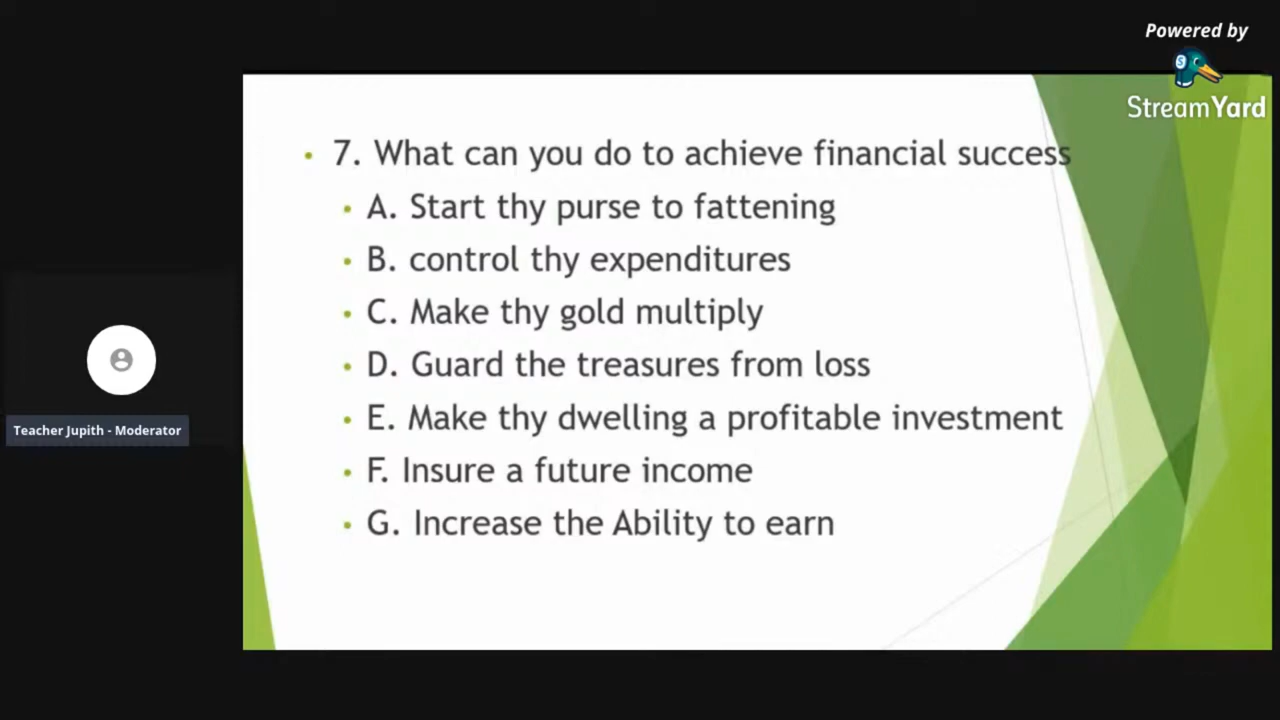 Powered by
StreamYard
• 7. What can you do to achieve financial success
• A. Start thy purse to fattening
• B. control thy expenditures
• C. Make thy gold multiply
• D. Guard the treasures from loss
• E. Make thy dwelling a profitable investment
• F. Insure a future income
• G. Increase the Ability to earn
Teacher Jupith - Moderator